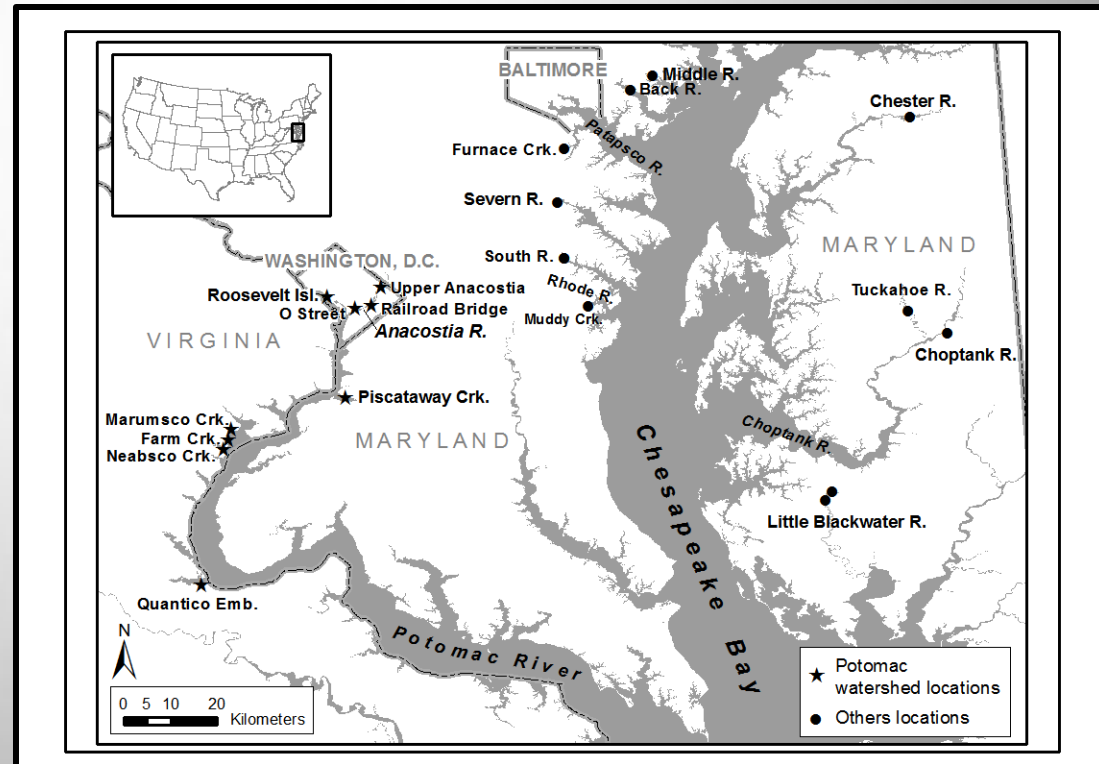 BALTIMORE
Middle R.
Back R.
Chester R.
Patapsco R.
Furnace Crk.
Severn R.
MARYLAND
South R.
WASHINGTON, D.C.
Rhode R.
Upper Anacostia
Roosevelt Isl.
Tuckahoe R.
O Street
Railroad Bridge
Muddy Crk.
Anacostia R.
VIRGINIA
Choptank R.
Piscataway Crk.
Marumsco Crk.
Farm Crk.
MARYLAND
Choptank R.
Neabsco Crk.
Chesapeake Bay
Little Blackwater R.
Quantico Emb.
N
Potomac River
Potomac
watershed locations
Others locations
0 5 10 20
Kilometers